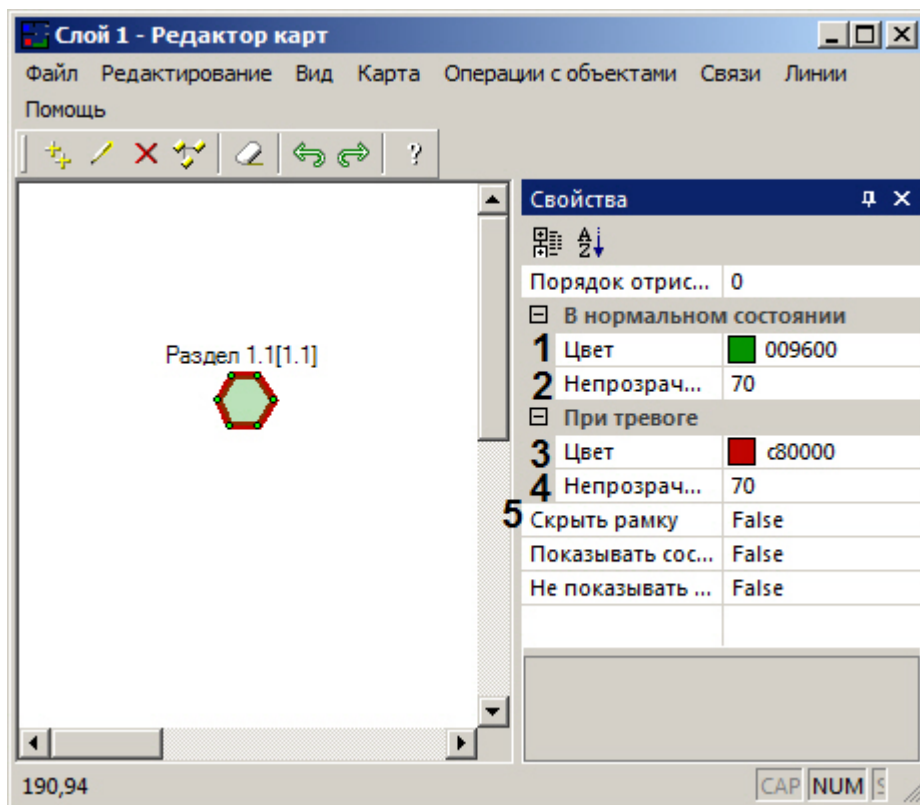 Слой 1 - Редактор карт
Файл Редактирование Вид Карта Операции с объектами Связи Линии
Помощь
?
Свойства
A Z
Порядок отрис... 0
В нормальном состоянии
1 Цвет 009600
2 Непрозрач... 70
При тревоге
3 Цвет c80000
4 Непрозрач... 70
5 Скрыть рамку False
Показывать сос... False
Не показывать ... False
Раздел 1.1[1.1]
190,94
CAP NUM S